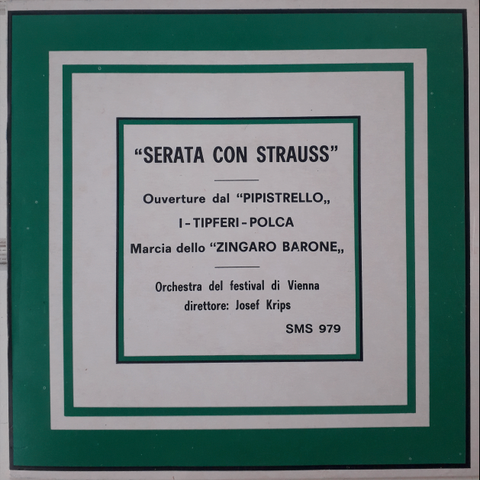 “SERATA CON STRAUSS”
Ouverture dal “PIPISTRELLO„
I-TIPFERI-POLCA
Marcia dello “ZINGARO BARONE„
Orchestra del festival di Vienna
direttore: Josef Krips
SMS 979